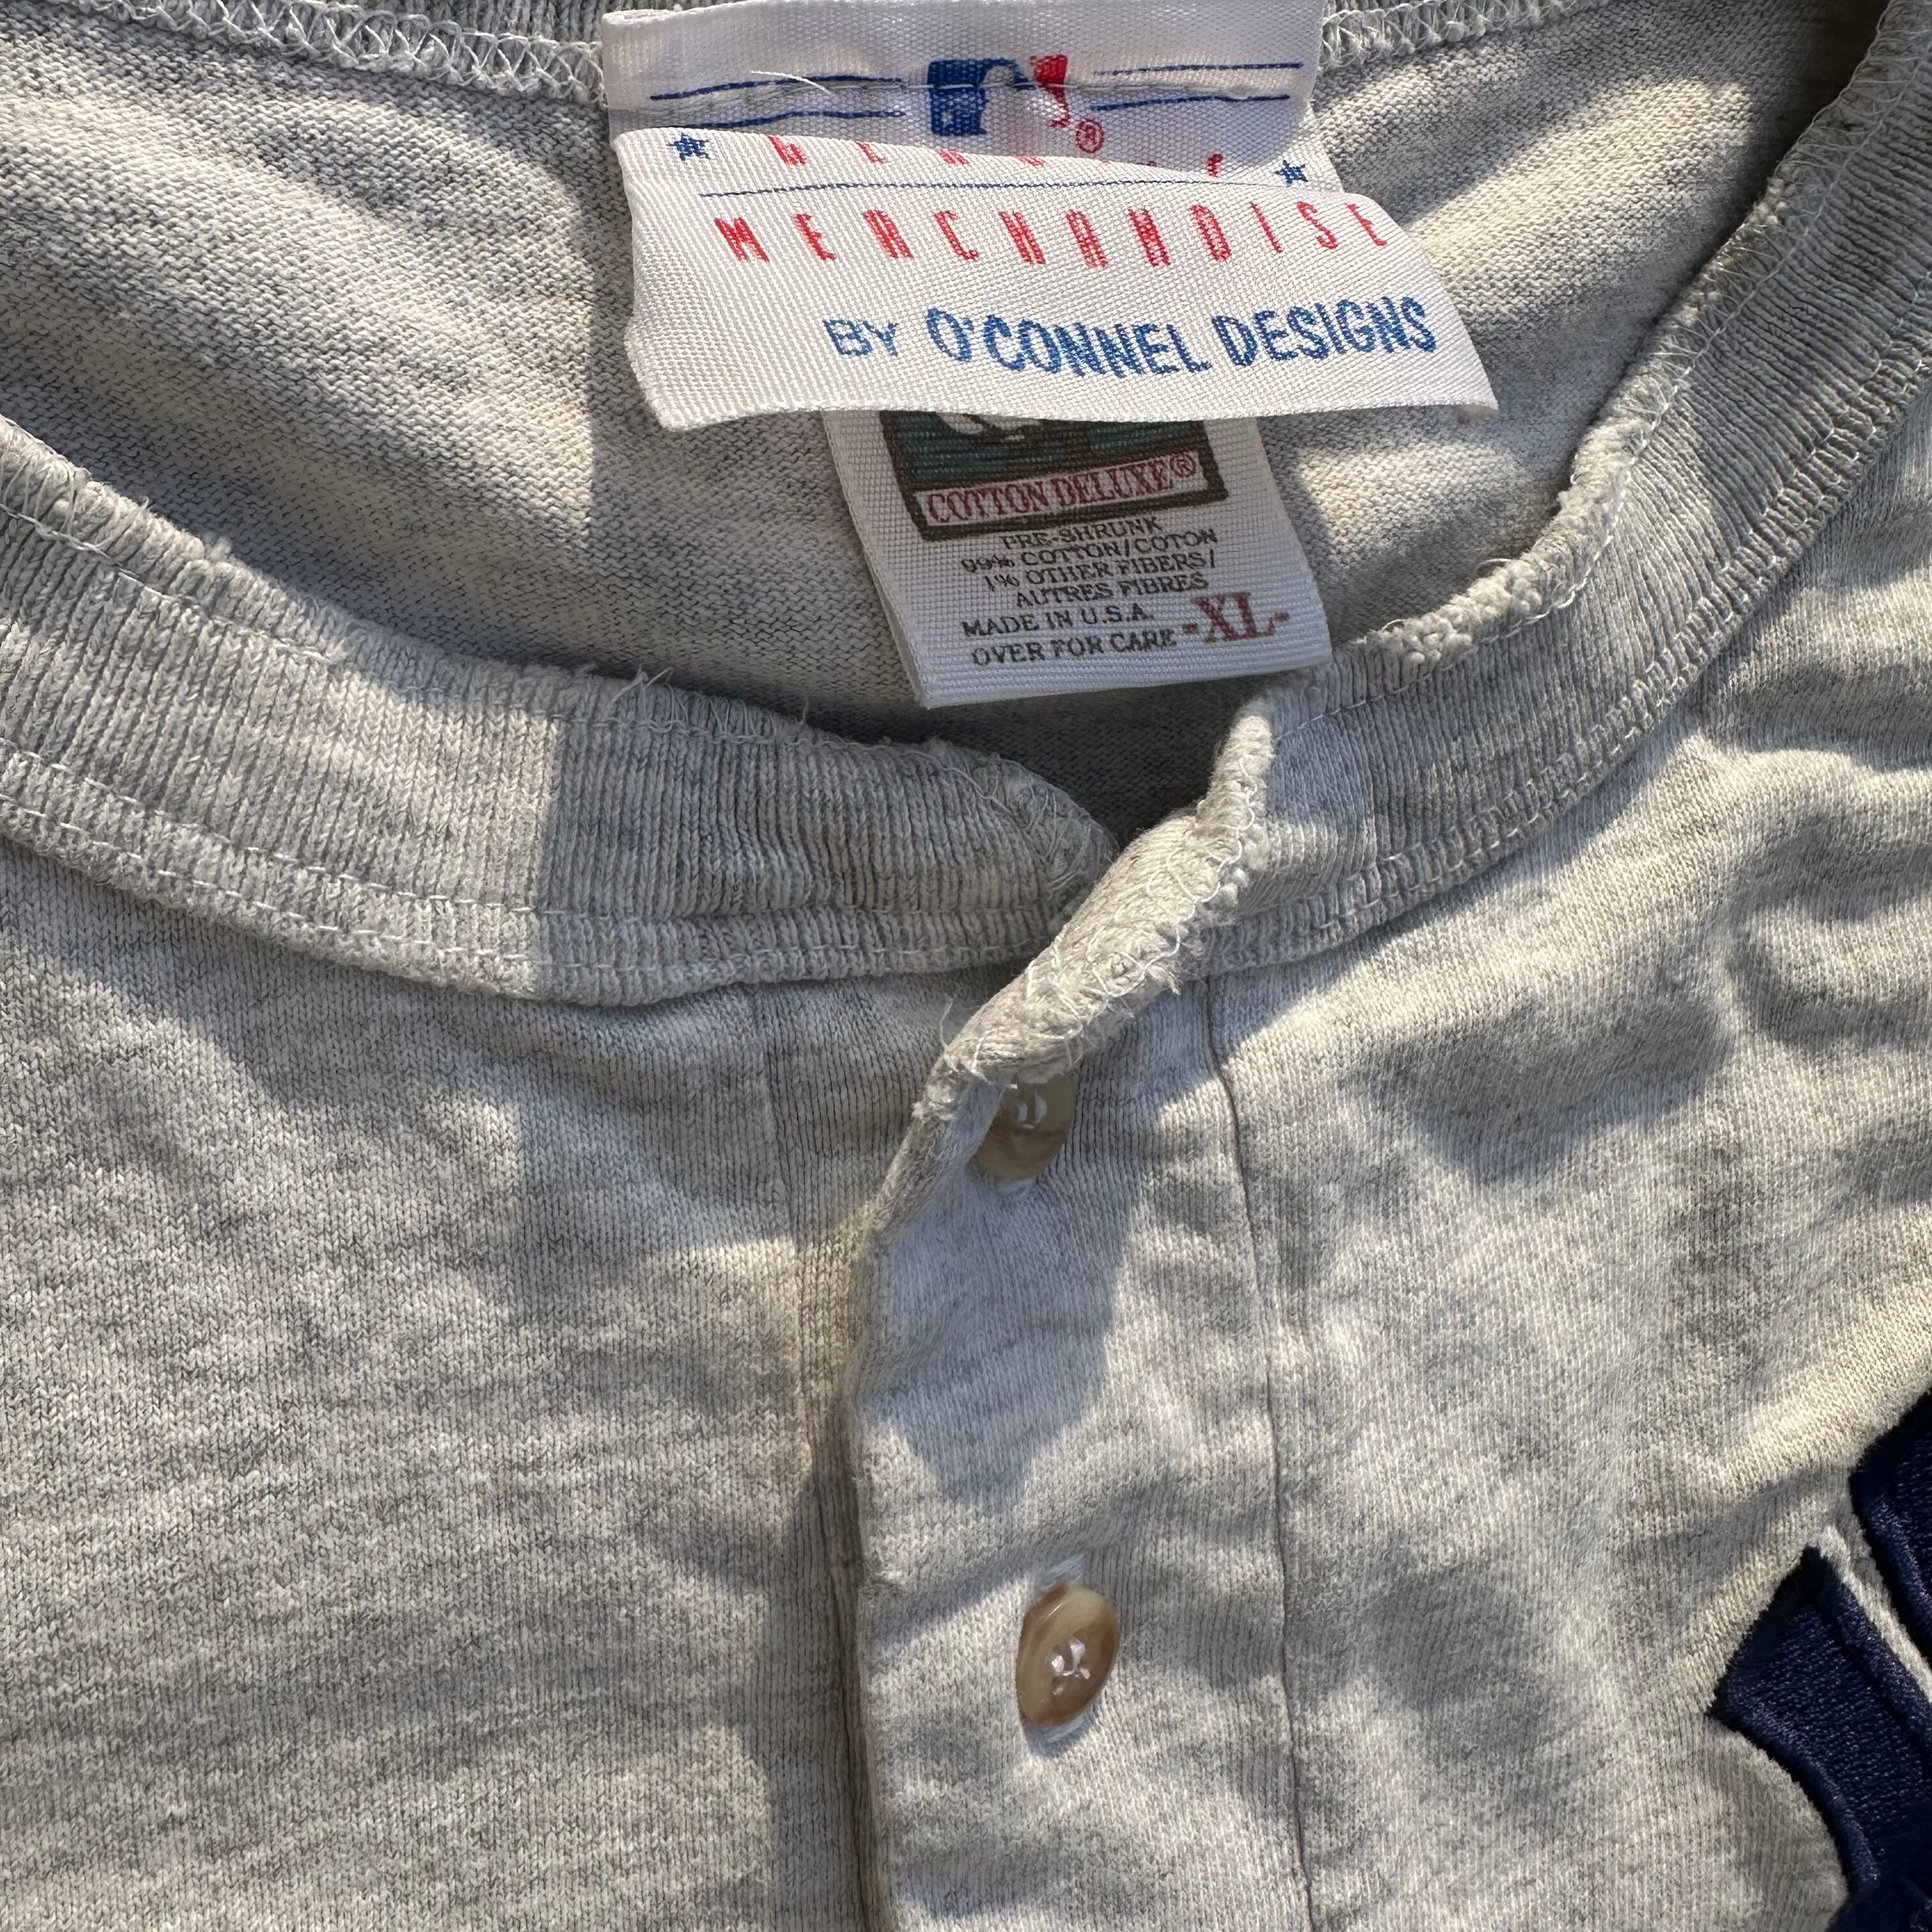 ®
MERCHANDISE
BY O'CONNEL DESIGNS
COTTON DELUXE®
PRE-SHRUNK
99% COTTON/COTON
1% OTHER FIBERS/
AUTRES FIBRES
MADE IN U.S.A.
OVER FOR CARE -XL-